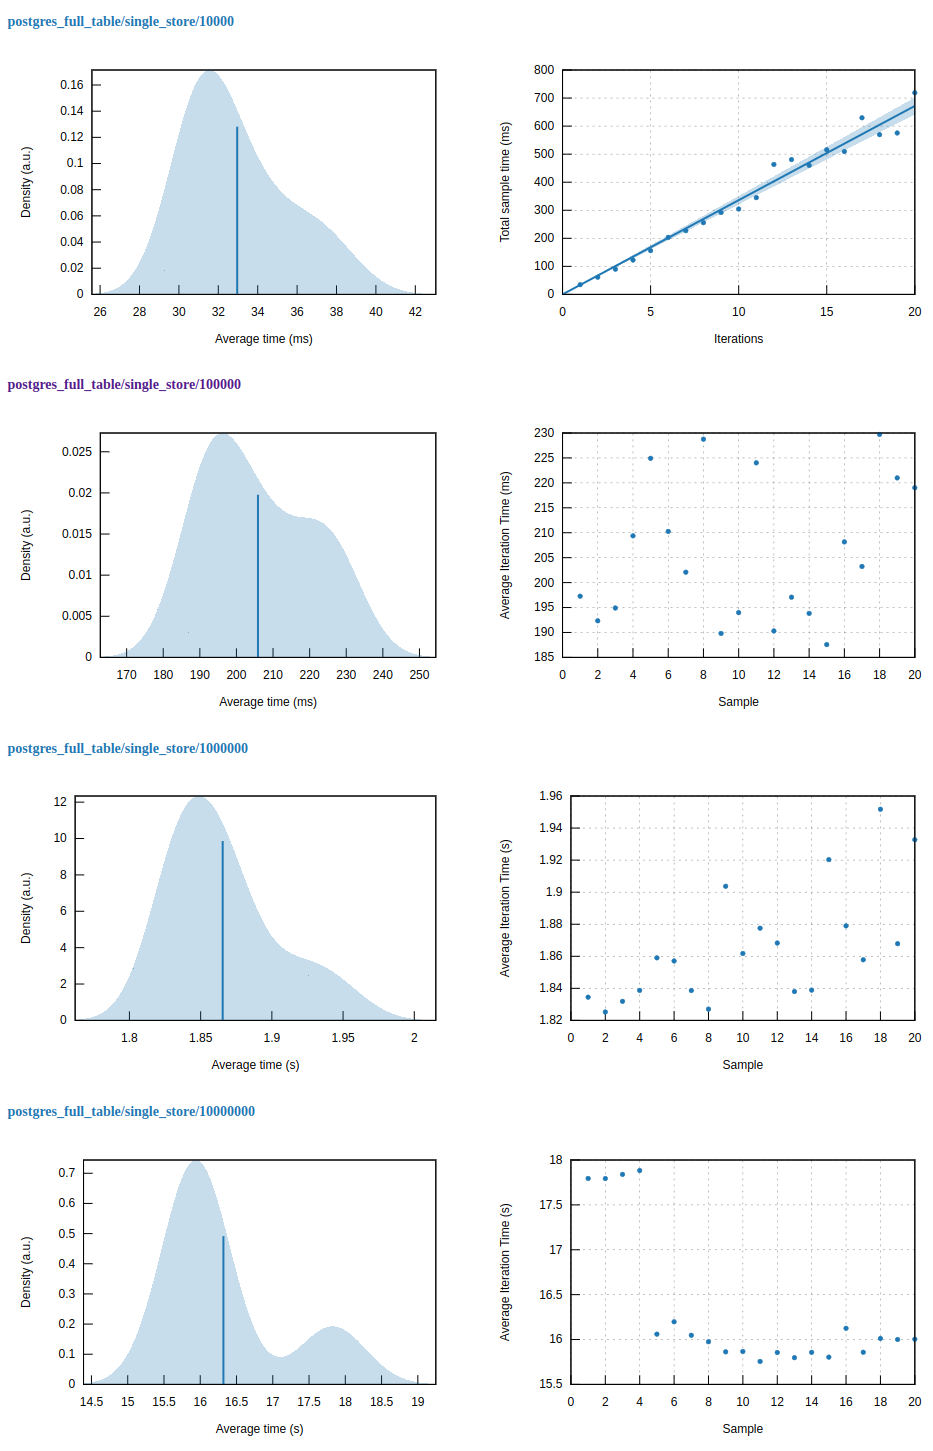 postgres_full_table/single_store/10000
0.16
0.14
0.12
0.1
0.08
0.06
0.04
0.02
0
Density (a.u.)
26 28 30 32 34 36 38 40 42
Average time (ms)
800
700
600
500
400
300
200
100
0
Total sample time (ms)
0 5 10 15 20
Iterations
postgres_full_table/single_store/100000
0.025
0.02
0.015
0.01
0.005
0
Density (a.u.)
170 180 190 200 210 220 230 240 250
Average time (ms)
230
225
220
215
210
205
200
195
190
185
Average Iteration Time (ms)
0 2 4 6 8 10 12 14 16 18 20
Sample
postgres_full_table/single_store/1000000
12
10
8
6
4
2
0
Density (a.u.)
1.8 1.85 1.9 1.95 2
Average time (s)
1.96
1.94
1.92
1.9
1.88
1.86
1.84
1.82
Average Iteration Time (s)
0 2 4 6 8 10 12 14 16 18 20
Sample
postgres_full_table/single_store/10000000
0.7
0.6
0.5
0.4
0.3
0.2
0.1
0
Density (a.u.)
14.5 15 15.5 16 16.5 17 17.5 18 18.5 19
Average time (s)
18
17.5
17
16.5
16
15.5
Average Iteration Time (s)
0 2 4 6 8 10 12 14 16 18 20
Sample